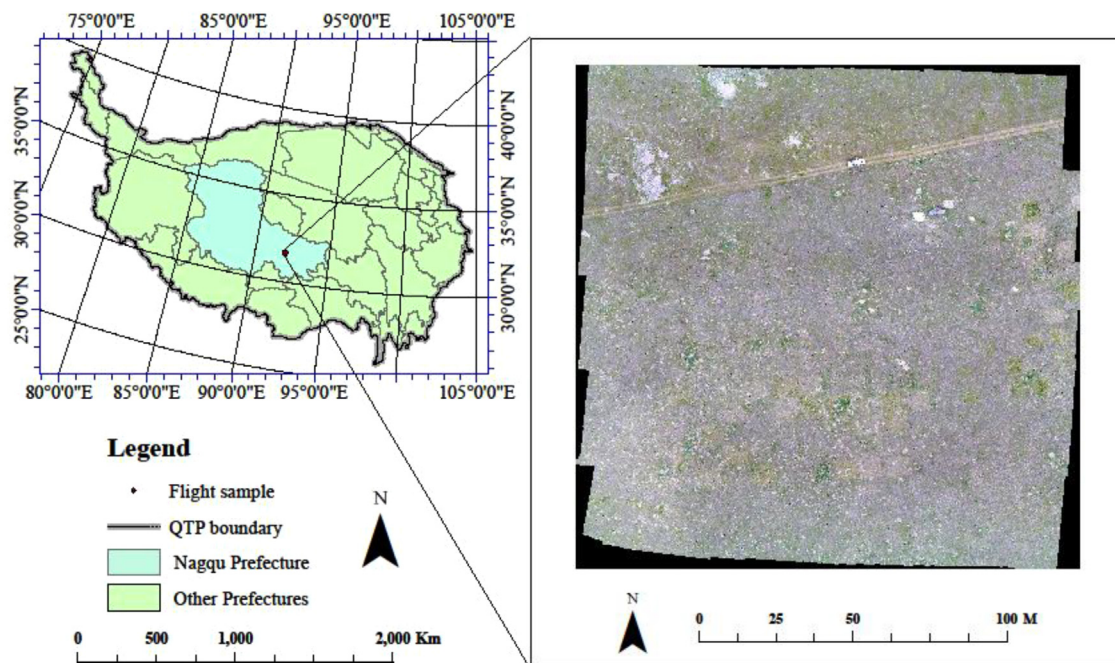 75°0'0"E 85°0'0"E 95°0'0"E 105°0'0"E
35°0'0"N
30°0'0"N
25°0'0"N
40°0'0"N
35°0'0"N
30°0'0"N
80°0'0"E 85°0'0"E 90°0'0"E 95°0'0"E 105°0'0"E
Legend
Flight sample
QTP boundary
Nagqu Prefecture
Other Prefectures
N
0 500 1,000 2,000 Km
N
0 25 50 100 M